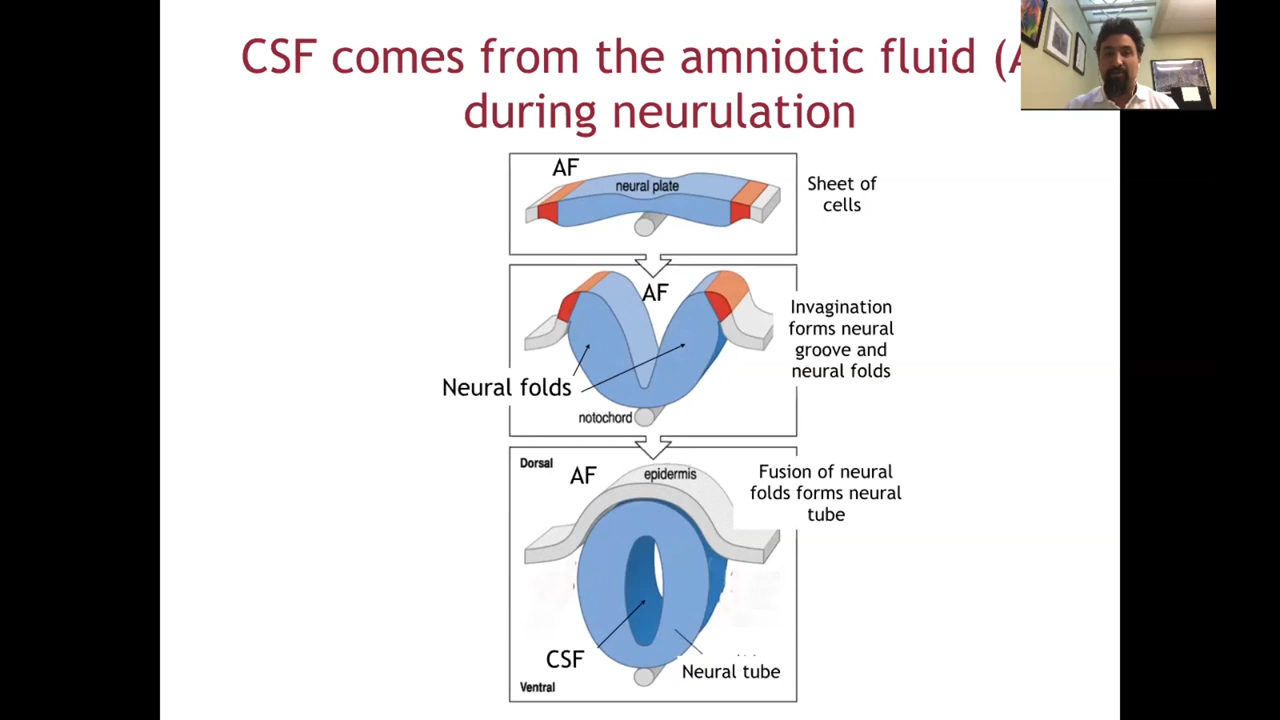 CSF comes from the amniotic fluid (
during neurulation
AF
neural plate
Sheet of
cells
AF
Invagination
forms neural
groove and
neural folds
Neural folds
notochord
Dorsal
AF
epidermis
Fusion of neural
folds forms neural
tube
CSF
Neural tube
Ventral